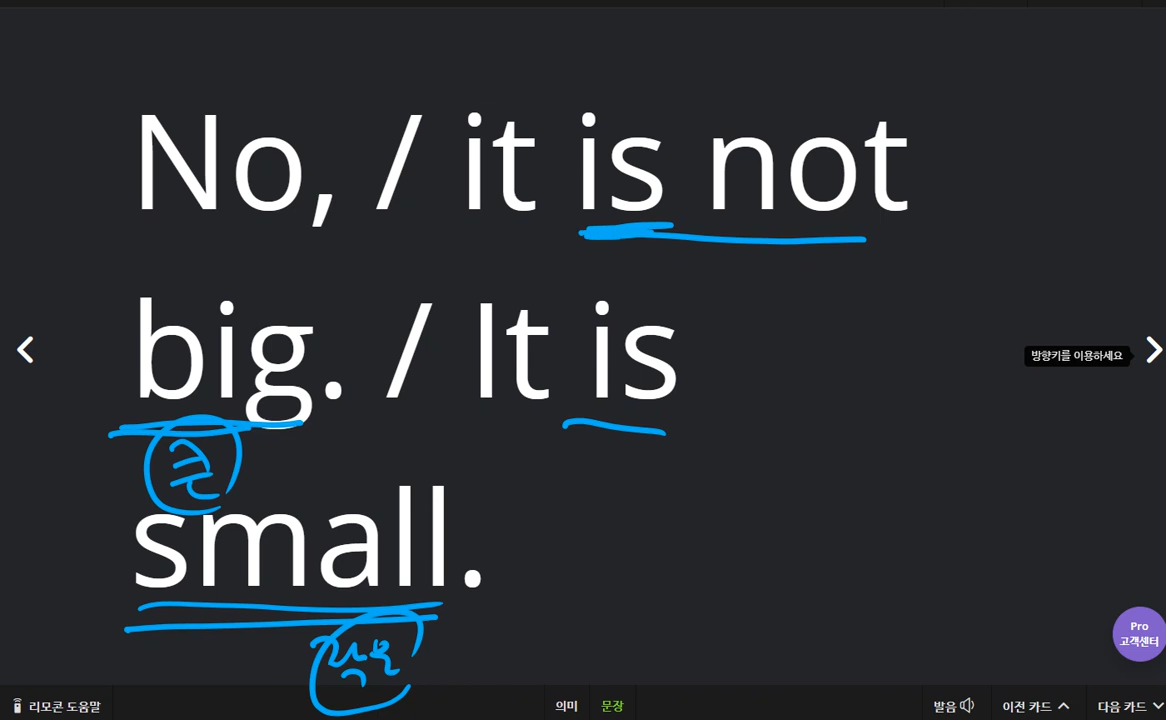 No, / it is not
big. / It is
방향키를 이용하세요
큰
small.
작은
Pro
고객센터
리모콘 도움말
의미
문장
발음
이전 카드
다음 카드